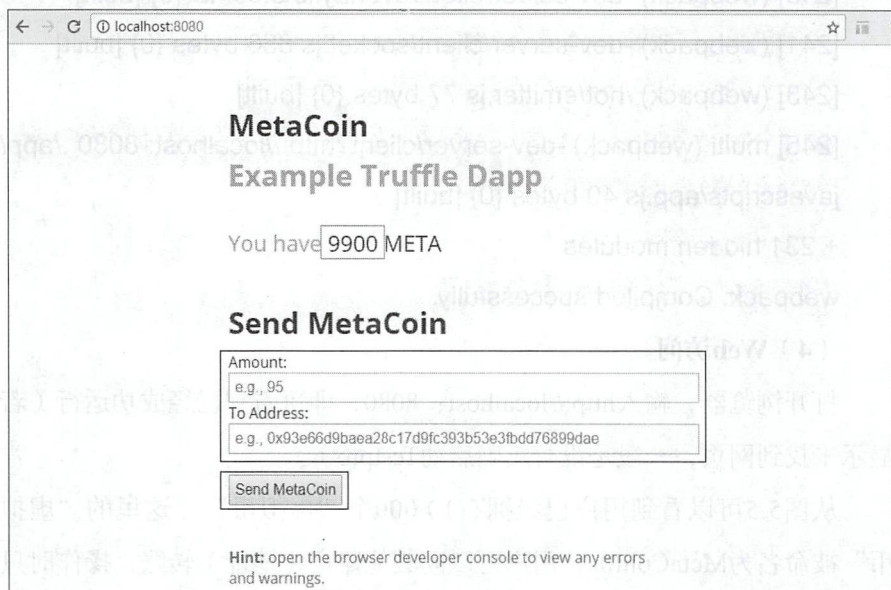 localhost:8080
MetaCoin
Example Truffle Dapp
You have 9900 META
Send MetaCoin
Amount:
e.g., 95
To Address:
e.g., 0x93e66d9baea28c17d9fc393b53e3fbdd76899dae
Send MetaCoin
Hint: open the browser developer console to view any errors
and warnings.